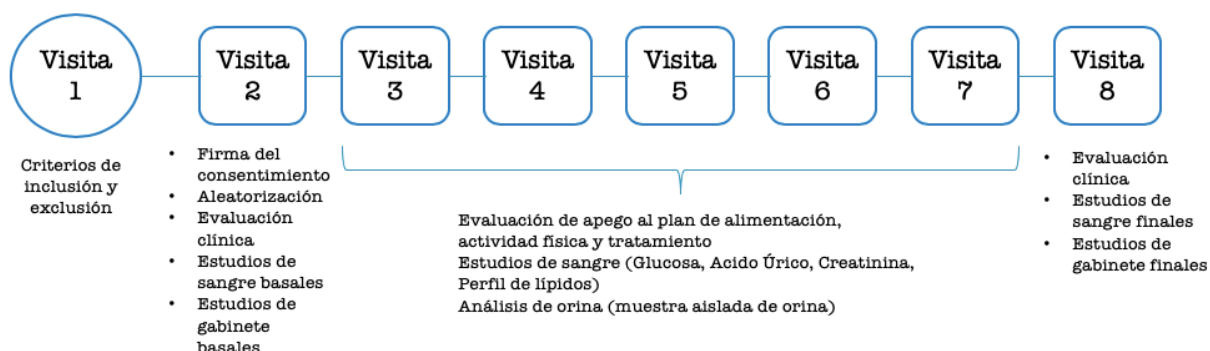 Visita
1
Visita
2
Visita
3
Visita
4
Visita
5
Visita
6
Visita
7
Visita
8
Criterios de
inclusión y
exclusión
• Firma del
consentimiento
• Aleatorización
• Evaluación
clínica
• Estudios de
sangre basales
• Estudios de
gabinete
basales
Evaluación de apego al plan de alimentación,
actividad física y tratamiento
Estudios de sangre (Glucosa, Acido Úrico, Creatinina,
Perfil de lípidos)
Análisis de orina (muestra aislada de orina)
• Evaluación
clínica
• Estudios de
sangre finales
• Estudios de
gabinete finales